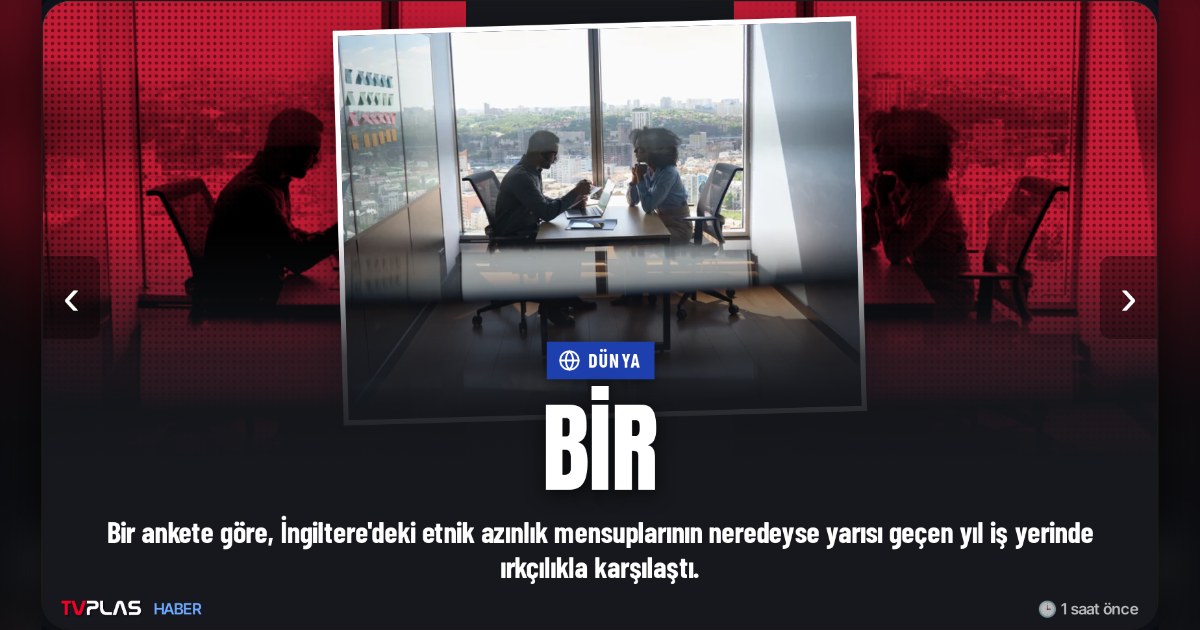 DÜNYA
BİR
Bir ankete göre, İngiltere'deki etnik azınlık mensuplarının neredeyse yarısı geçen yıl iş yerinde
ırkçılıkla karşılaştı.
TVPLAS HABER
1 saat önce